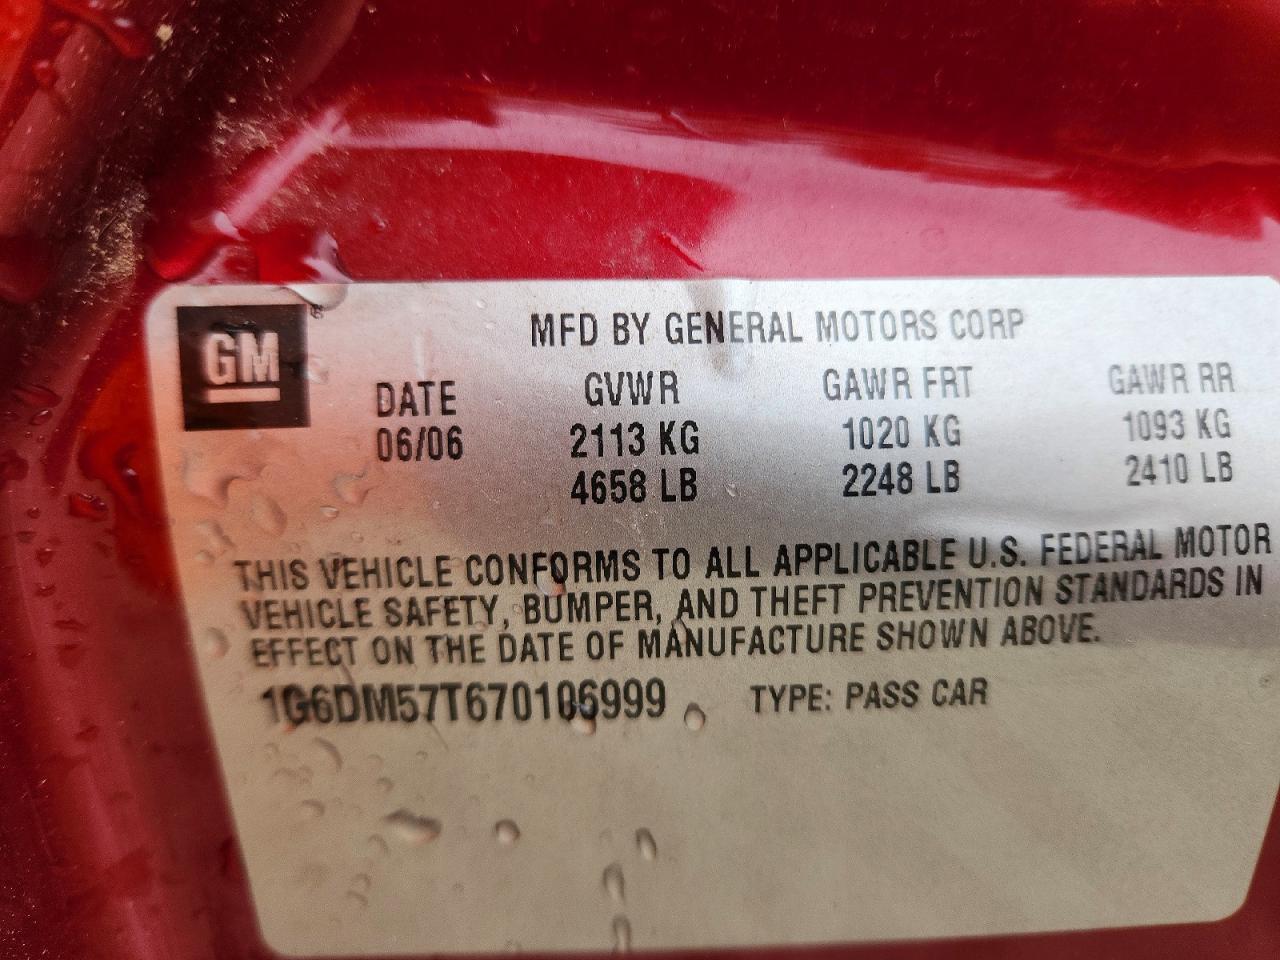 GM®
MFD BY GENERAL MOTORS CORP
DATE GVWR GAWR FRT GAWR RR
06/06 2113 KG 1020 KG 1093 KG
4658 LB 2248 LB 2410 LB
THIS VEHICLE CONFORMS TO ALL APPLICABLE U.S. FEDERAL MOTOR
VEHICLE SAFETY, BUMPER, AND THEFT PREVENTION STANDARDS IN
EFFECT ON THE DATE OF MANUFACTURE SHOWN ABOVE.
1G6DM57T670106999 TYPE: PASS CAR